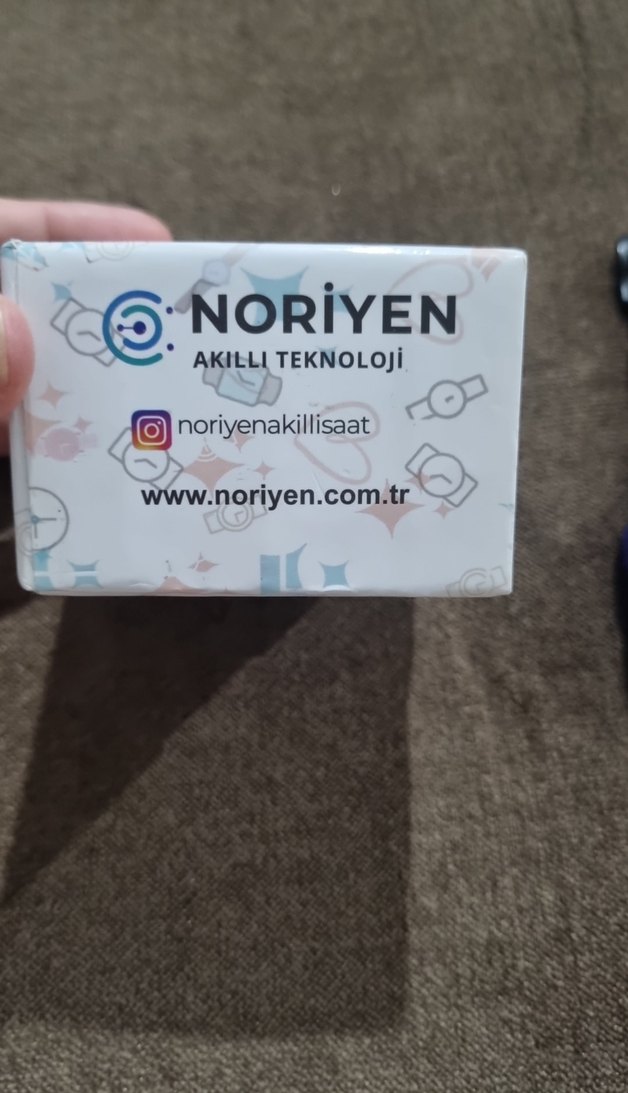 NORİYEN
AKILLI TEKNOLOJİ
noriyenakillisaat
www.noriyen.com.tr